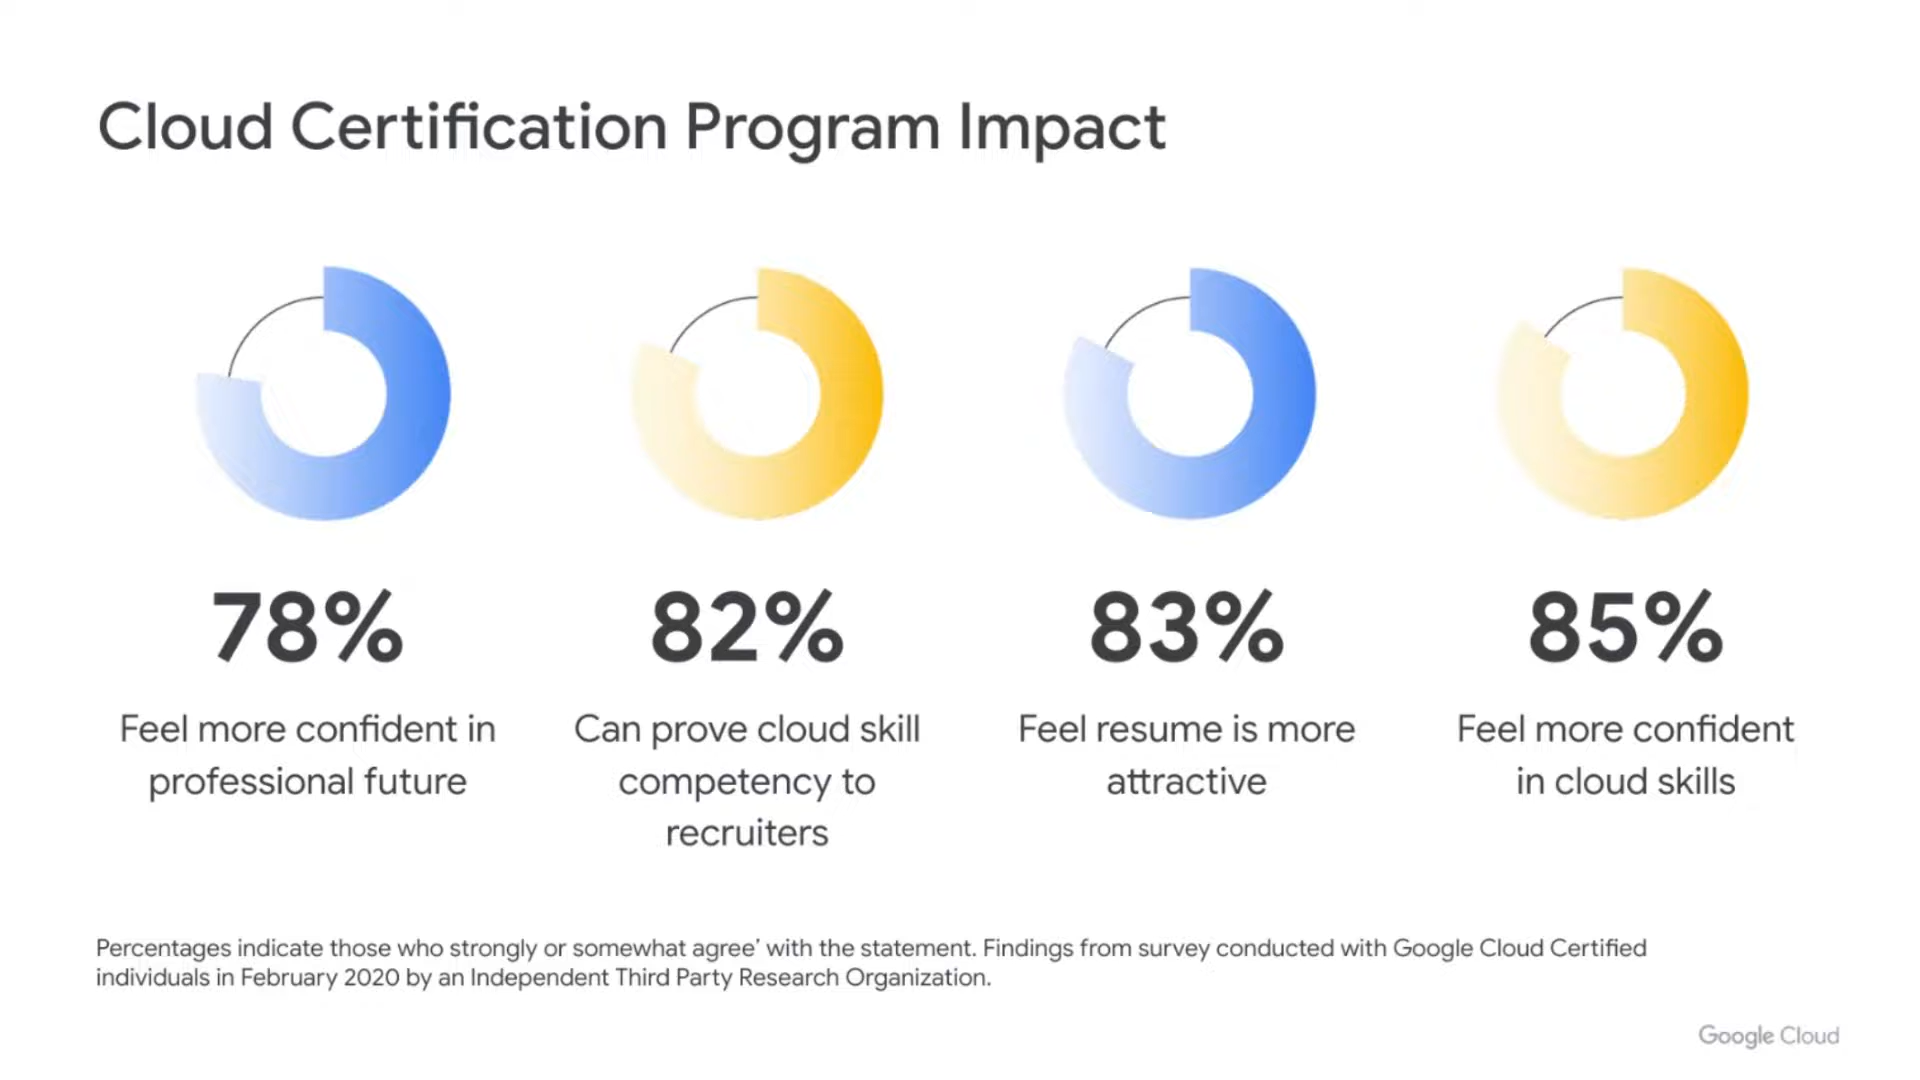 Cloud Certification Program Impact
78%
Feel more confident in
professional future
82%
Can prove cloud skill
competency to
recruiters
83%
Feel resume is more
attractive
85%
Feel more confident
in cloud skills
Percentages indicate those who strongly or somewhat agree’ with the statement. Findings from survey conducted with Google Cloud Certified
individuals in February 2020 by an Independent Third Party Research Organization.
Google Cloud